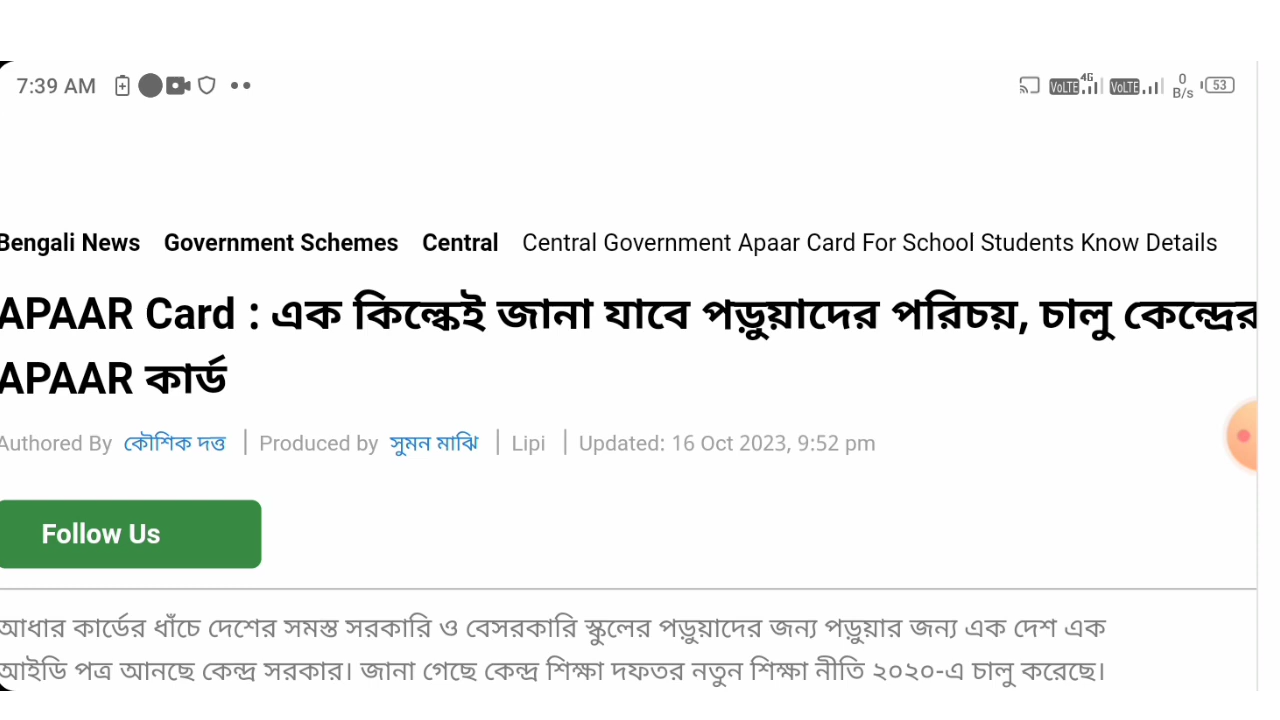 7:39 AM VoLTE 4G VoLTE 0 B/s 53
Bengali News Government Schemes Central Central Government Apaar Card For School Students Know Details
APAAR Card : এক কিল্কেই জানা যাবে পড়ুয়াদের পরিচয়, চালু কেন্দ্রের
APAAR কার্ড
Authored By কৌশিক দত্ত | Produced by সুমন মাঝি | Lipi | Updated: 16 Oct 2023, 9:52 pm
Follow Us
আধার কার্ডের ধাঁচে দেশের সমস্ত সরকারি ও বেসরকারি স্কুলের পড়ুয়াদের জন্য পড়ুয়ার জন্য এক দেশ এক
আইডি পত্র আনছে কেন্দ্র সরকার। জানা গেছে কেন্দ্র শিক্ষা দফতর নতুন শিক্ষা নীতি ২০২০-এ চালু করেছে।